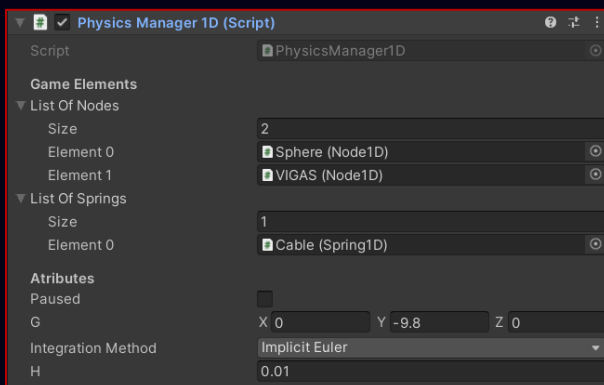 Physics Manager 1D (Script)
Script PhysicsManager1D
Game Elements
List Of Nodes
Size 2
Element 0 Sphere (Node1D)
Element 1 VIGAS (Node1D)
List Of Springs
Size 1
Element 0 Cable (Spring1D)
Atributes
Paused
G X 0 Y -9.8 Z 0
Integration Method Implicit Euler
H 0.01